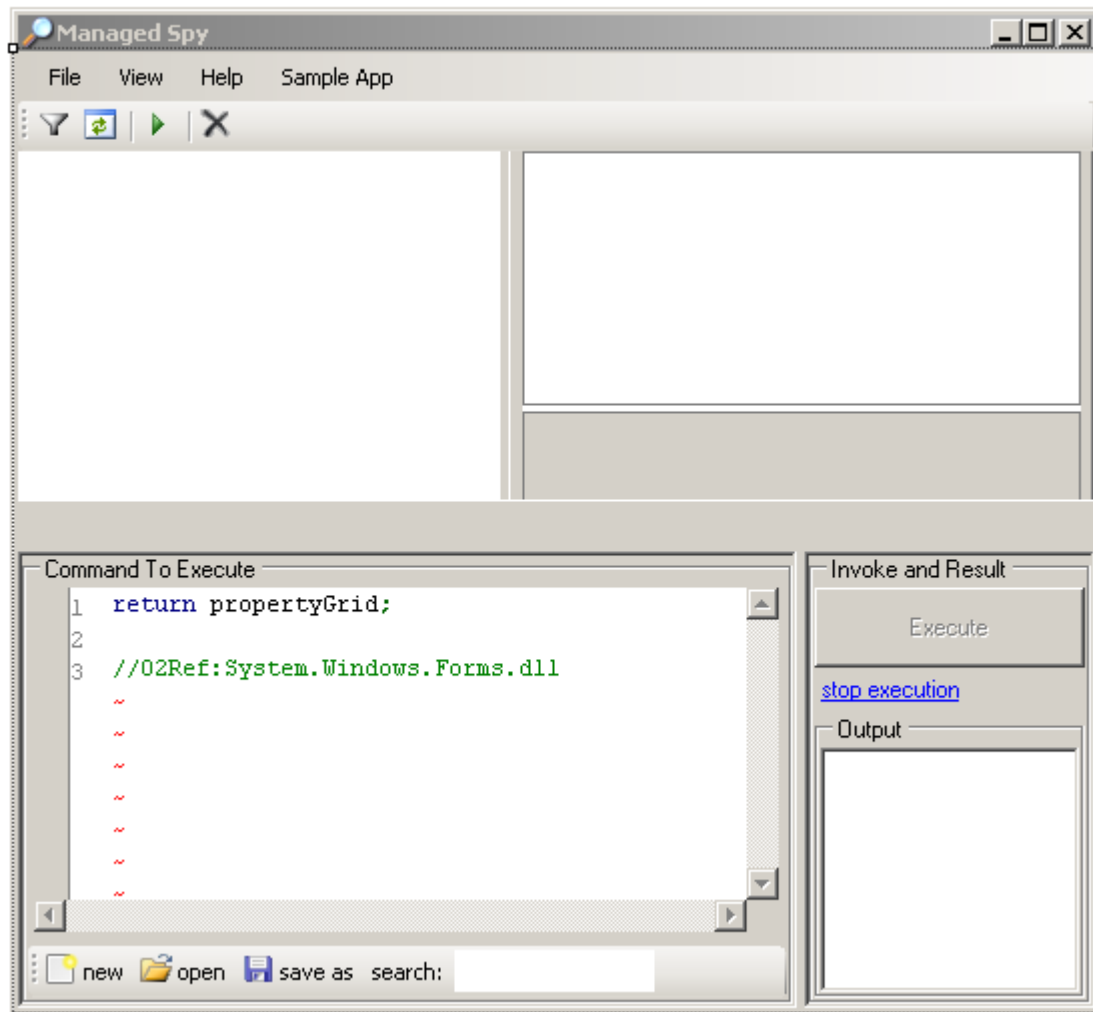 Managed Spy
File View Help Sample App
Command To Execute
1 return propertyGrid;
2
3 //O2Ref:System.Windows.Forms.dll
~
~
~
~
~
~
~
new open save as search:
Invoke and Result
Execute
stop execution
Output